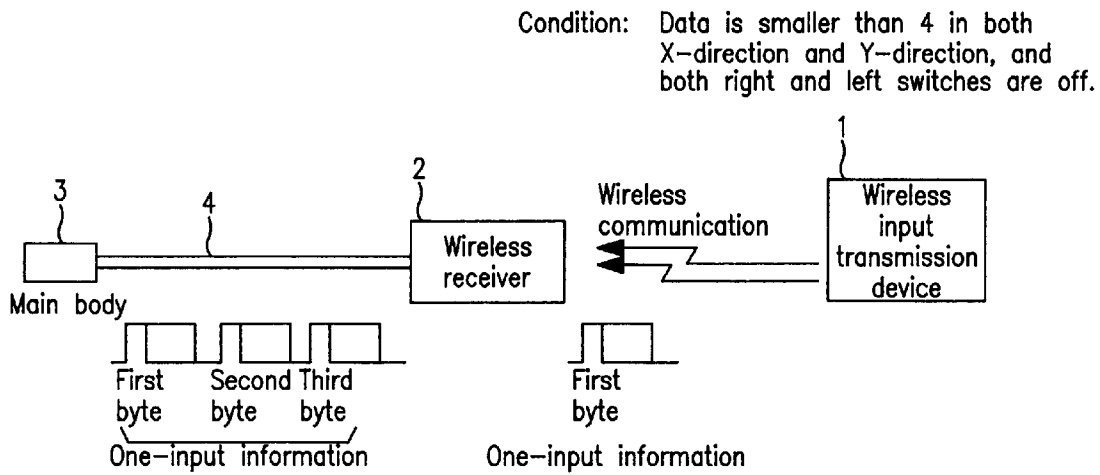 Condition: Data is smaller than 4 in both
X-direction and Y-direction, and
both right and left switches are off.
1
2
3
4
Wireless
communication
Wireless
input
transmission
device
Wireless
receiver
Main body
First
byte
Second
byte
Third
byte
First
byte
One-input information
One-input information